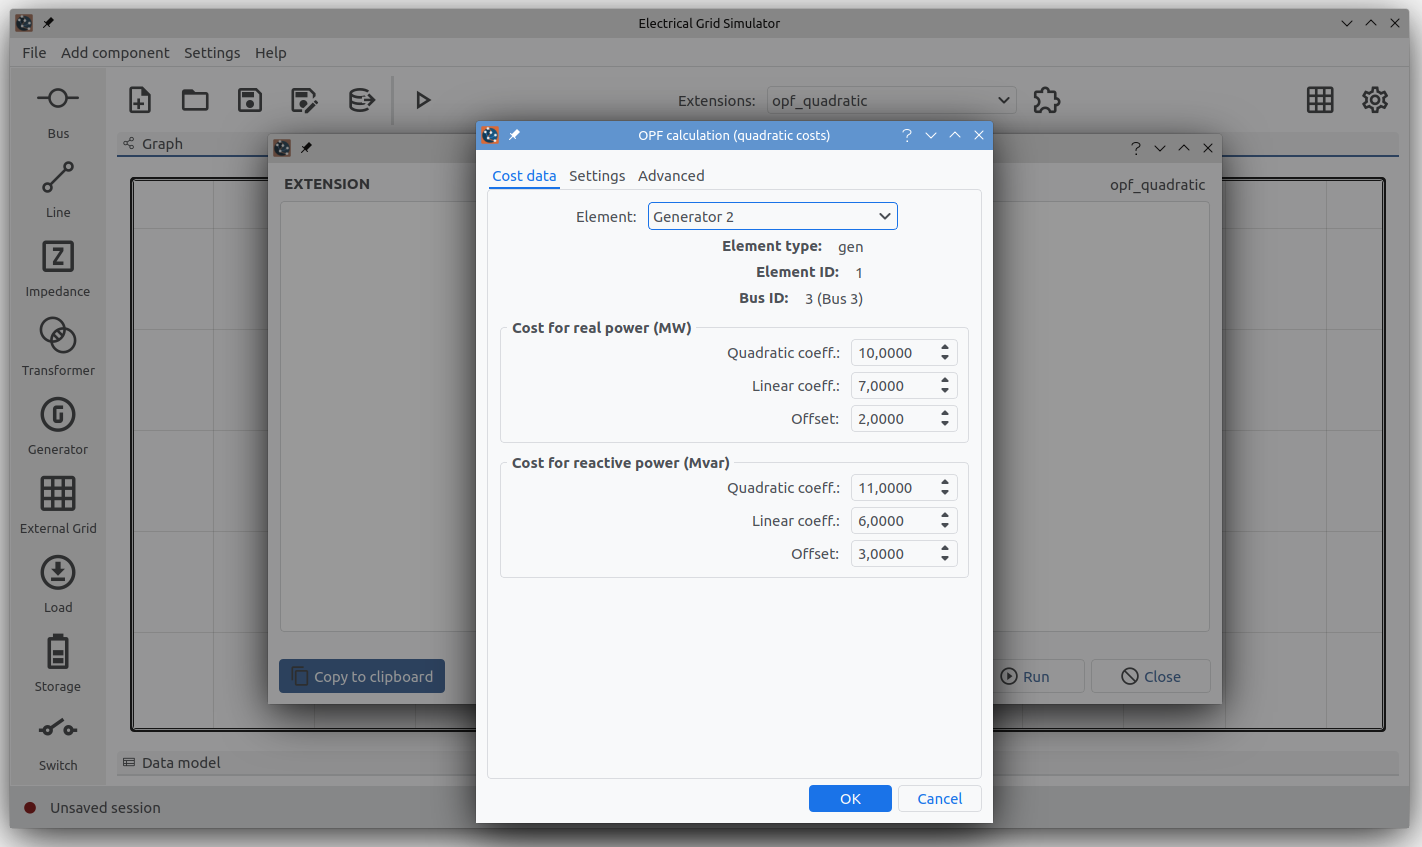 Electrical Grid Simulator
File Add component Settings Help
Extensions: opf_quadratic
Bus
Line
Impedance
Transformer
Generator
External Grid
Load
Storage
Switch
Graph
EXTENSION
opf_quadratic
Copy to clipboard
Run
Close
OPF calculation (quadratic costs)
Cost data Settings Advanced
Element: Generator 2
Element type: gen
Element ID: 1
Bus ID: 3 (Bus 3)
Cost for real power (MW)
Quadratic coeff.: 10,0000
Linear coeff.: 7,0000
Offset: 2,0000
Cost for reactive power (Mvar)
Quadratic coeff.: 11,0000
Linear coeff.: 6,0000
Offset: 3,0000
OK
Cancel
Data model
Unsaved session